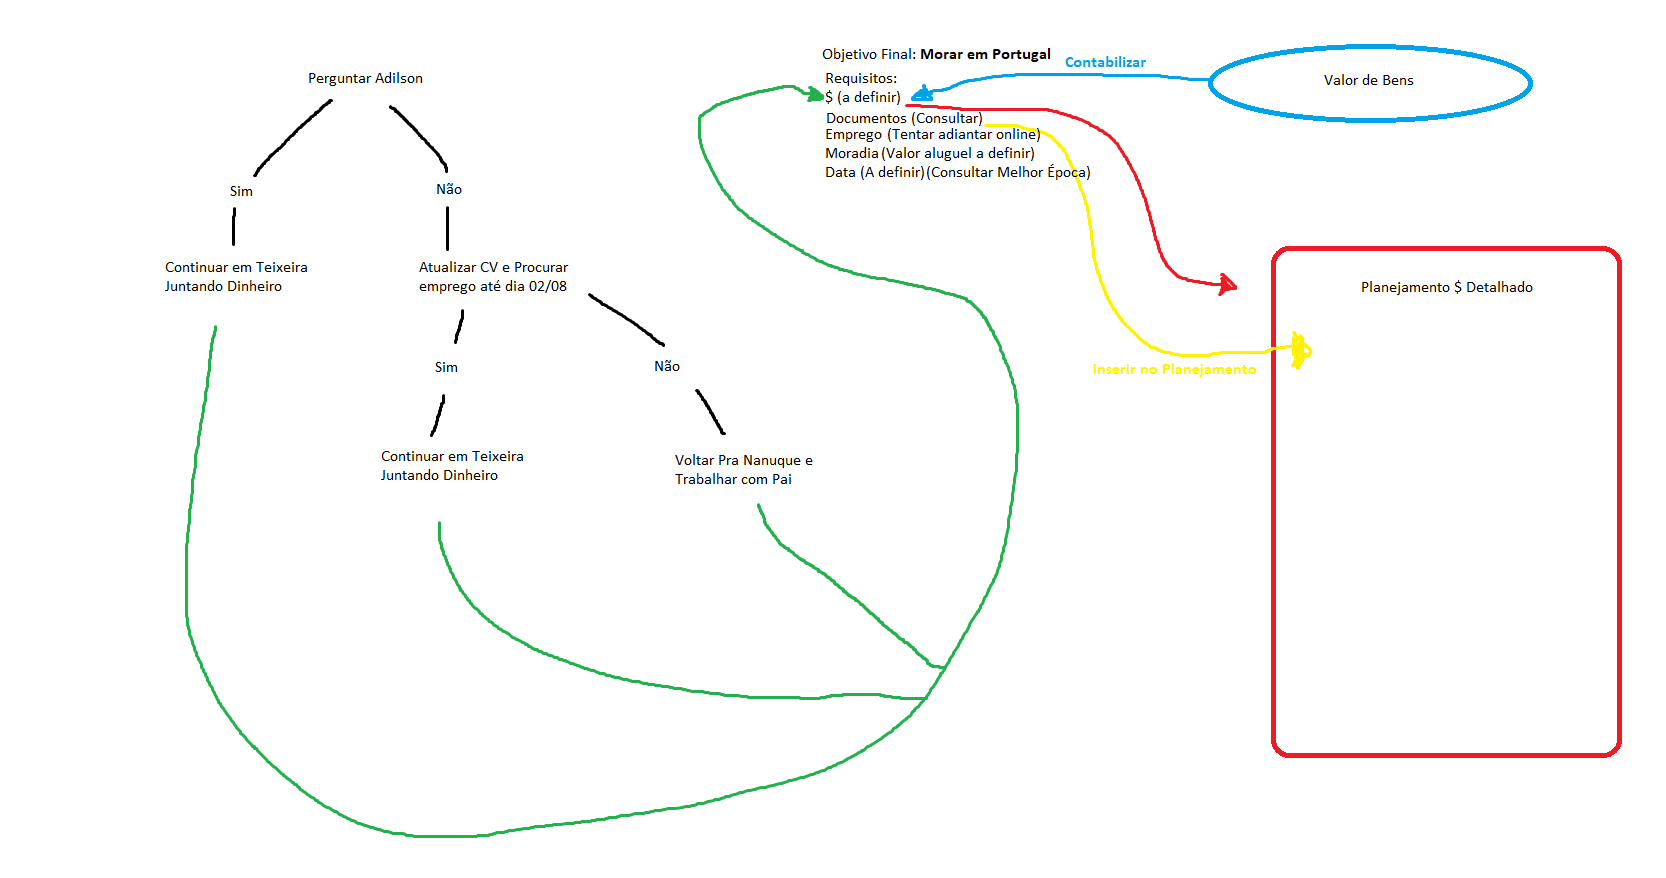 Perguntar Adilson
Sim
Não
Continuar em Teixeira
Juntando Dinheiro
Atualizar CV e Procurar
emprego até dia 02/08
Sim
Não
Continuar em Teixeira
Juntando Dinheiro
Voltar Pra Nanuque e
Trabalhar com Pai
Objetivo Final: Morar em Portugal
Requisitos:
$ (a definir)
Documentos (Consultar)
Emprego (Tentar adiantar online)
Moradia (Valor aluguel a definir)
Data (A definir) (Consultar Melhor Época)
Contabilizar
Valor de Bens
Planejamento $ Detalhado
Inserir no Planejamento